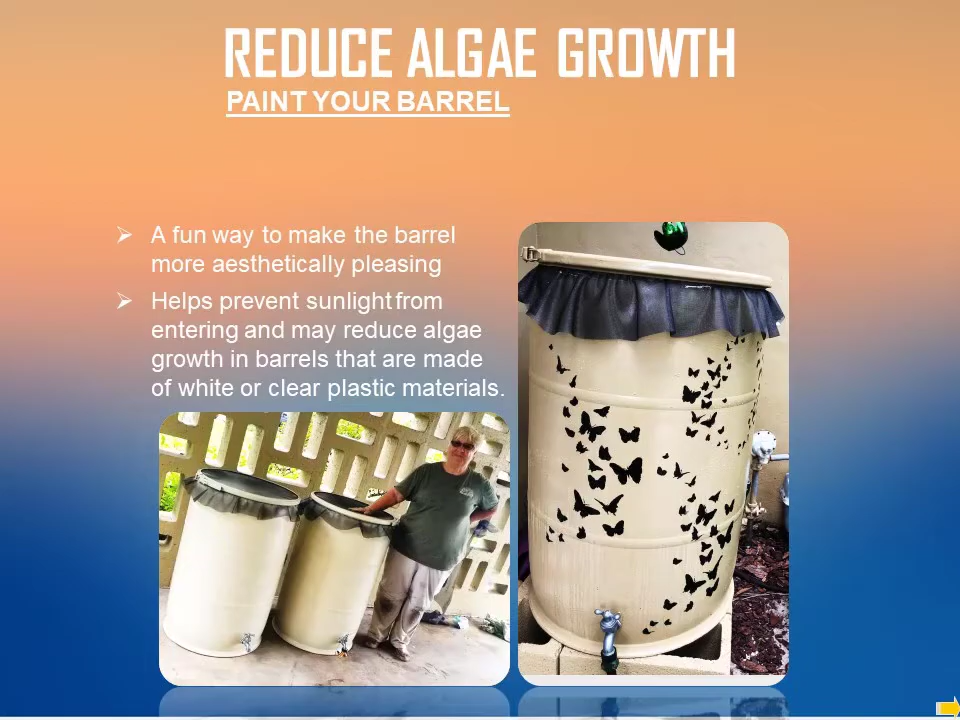 REDUCE ALGAE GROWTH
PAINT YOUR BARREL
A fun way to make the barrel
more aesthetically pleasing
Helps prevent sunlight from
entering and may reduce algae
growth in barrels that are made
of white or clear plastic materials.